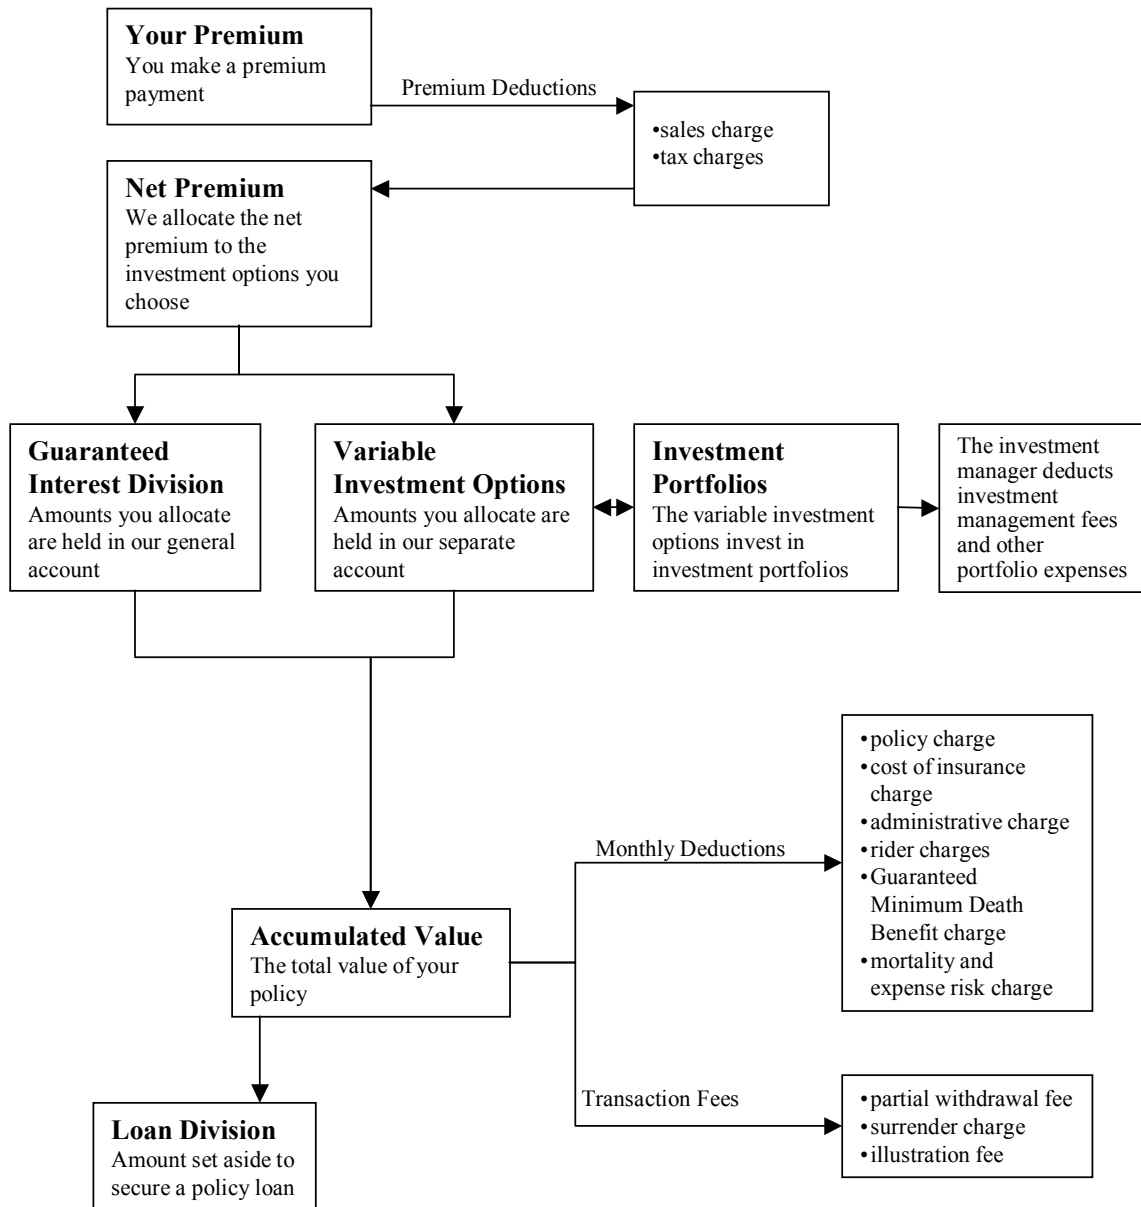 Your Premium
You make a premium
payment
Premium Deductions
•sales charge
•tax charges
Net Premium
We allocate the net
premium to the
investment options you
choose
Guaranteed
Interest Division
Amounts you allocate
are held in our general
account
Variable
Investment Options
Amounts you allocate are
held in our separate
account
Investment
Portfolios
The variable investment
options invest in
investment portfolios
The investment
manager deducts
investment
management fees
and other
portfolio expenses
Accumulated Value
The total value of your
policy
Monthly Deductions
•policy charge
•cost of insurance
charge
•administrative charge
•rider charges
•Guaranteed
Minimum Death
Benefit charge
•mortality and
expense risk charge
Transaction Fees
•partial withdrawal fee
•surrender charge
•illustration fee
Loan Division
Amount set aside to
secure a policy loan